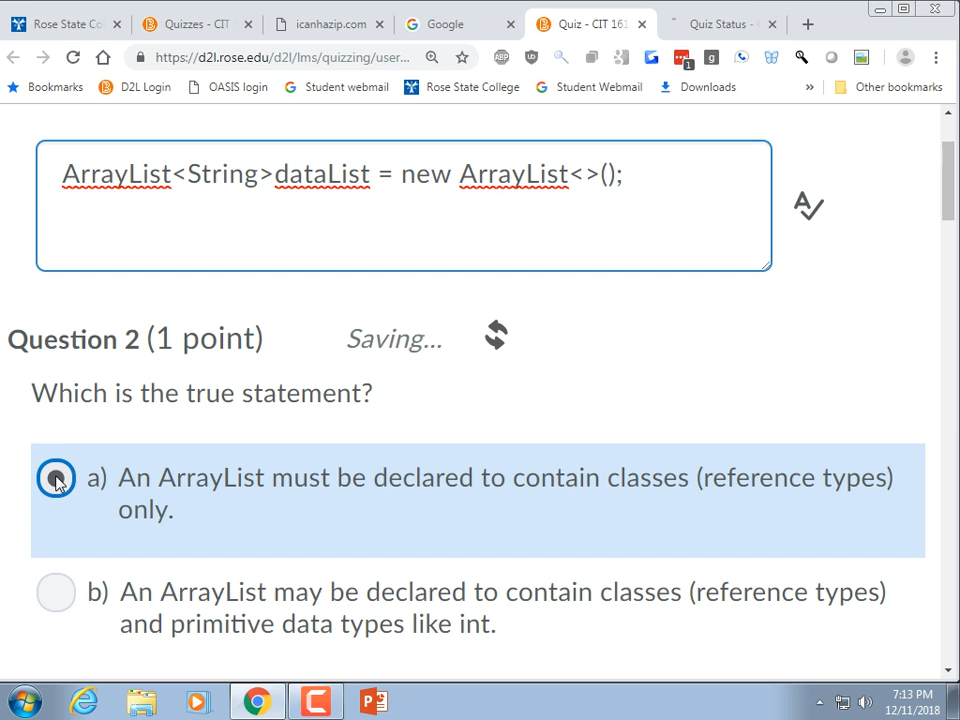 Rose State Co
Quizzes - CIT
icanhazip.com
Google
Quiz - CIT 161
Quiz Status -
https://d2l.rose.edu/d2l/lms/quizzing/user...
ABP
1
g
Bookmarks
D2L Login
OASIS login
Student webmail
Rose State College
Student Webmail
Downloads
»
Other bookmarks
ArrayList<String>dataList = new ArrayList<>();
Question 2 (1 point)
Saving...
Which is the true statement?
a) An ArrayList must be declared to contain classes (reference types)
only.
b) An ArrayList may be declared to contain classes (reference types)
and primitive data types like int.
7:13 PM
12/11/2018